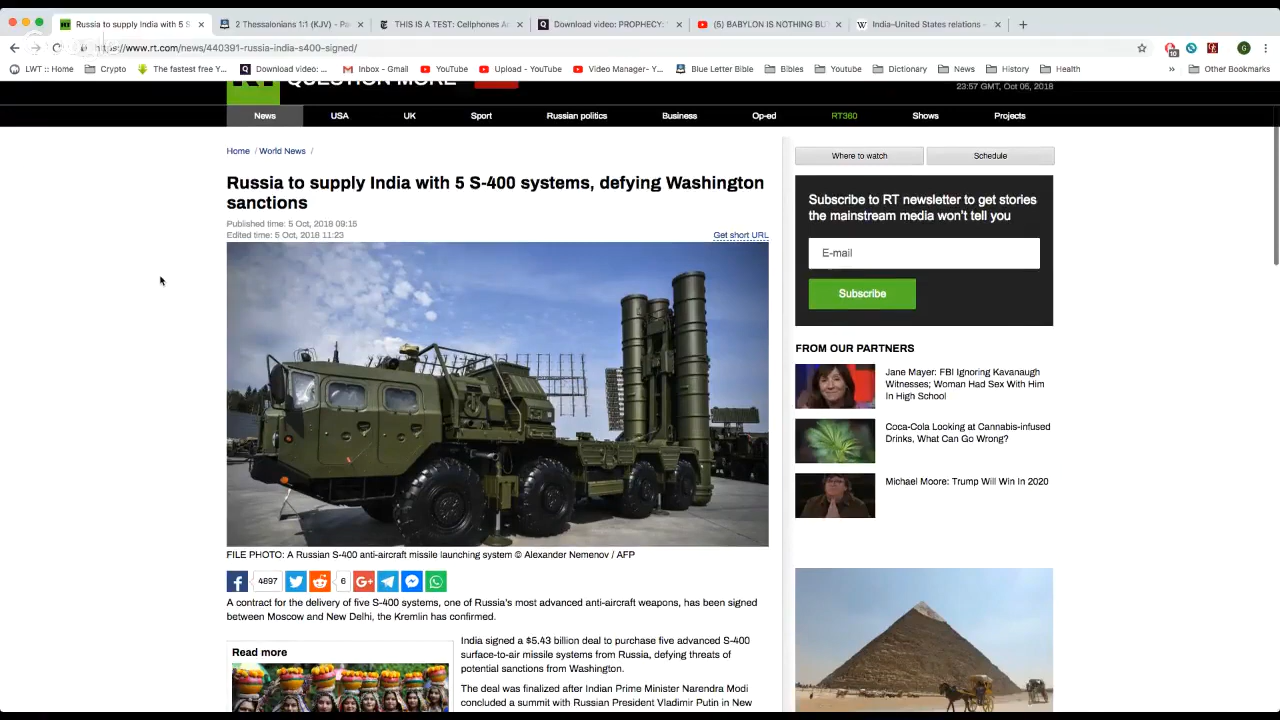 Russia to supply India with 5 S
2 Thessalonians 1:1 (KJV) - Pa
THIS IS A TEST: Cellphones Ar
Download video: PROPHECY:
(5) BABYLON IS NOTHING BU
India–United States relations -
https://www.rt.com/news/440391-russia-india-s400-signed/
LWT :: Home
Crypto
The fastest free Y...
Download video: ...
Inbox - Gmail
YouTube
Upload - YouTube
Video Manager- Y...
Blue Letter Bible
Bibles
Youtube
Dictionary
News
History
Health
»
Other Bookmarks
QUESTION MORE
23:57 GMT, Oct 05, 2018
News
USA
UK
Sport
Russian politics
Business
Op-ed
RT360
Shows
Projects
Home / World News /
Russia to supply India with 5 S-400 systems, defying Washington
sanctions
Published time: 5 Oct, 2018 09:15
Edited time: 5 Oct, 2018 11:23
Get short URL
FILE PHOTO: A Russian S-400 anti-aircraft missile launching system © Alexander Nemenov / AFP
4897
6
A contract for the delivery of five S-400 systems, one of Russia's most advanced anti-aircraft weapons, has been signed
between Moscow and New Delhi, the Kremlin has confirmed.
Read more
India signed a $5.43 billion deal to purchase five advanced S-400
surface-to-air missile systems from Russia, defying threats of
potential sanctions from Washington.
The deal was finalized after Indian Prime Minister Narendra Modi
concluded a summit with Russian President Vladimir Putin in New
Where to watch
Schedule
Subscribe to RT newsletter to get stories
the mainstream media won't tell you
E-mail
Subscribe
FROM OUR PARTNERS
Jane Mayer: FBI Ignoring Kavanaugh
Witnesses; Woman Had Sex With Him
In High School
Coca-Cola Looking at Cannabis-infused
Drinks, What Can Go Wrong?
Michael Moore: Trump Will Win In 2020